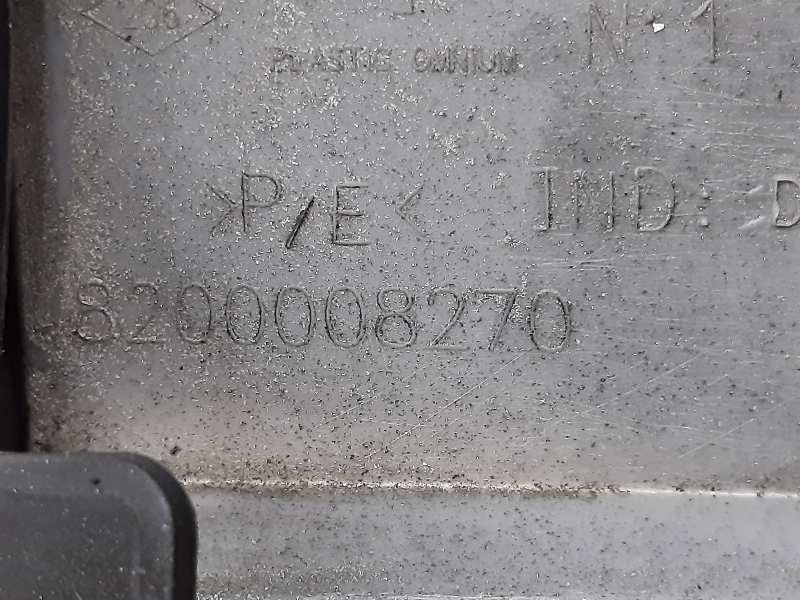 N°1
PLASTIC OMNIUM
>P/E< IND: D
8200008270